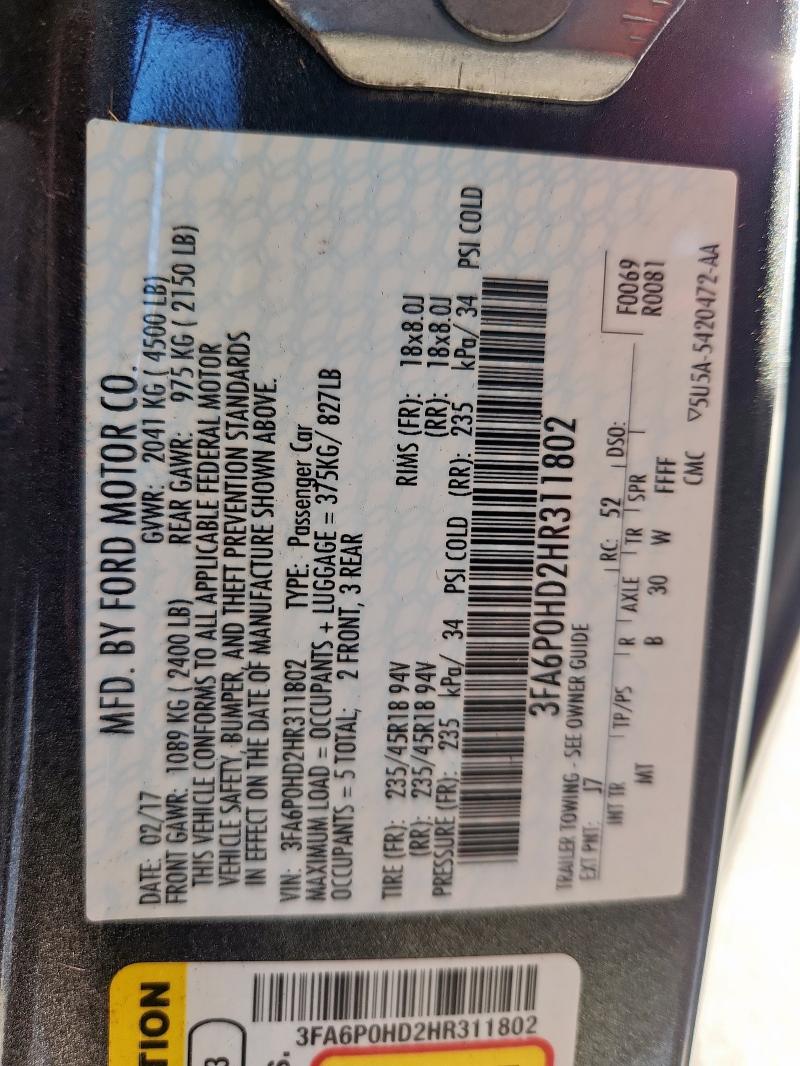 MFD. BY FORD MOTOR CO.
DATE: 02/17 GVWR: 2041 KG ( 4500 LB)
FRONT GAWR: 1089 KG ( 2400 LB) REAR GAWR: 975 KG ( 2150 LB)
THIS VEHICLE CONFORMS TO ALL APPLICABLE FEDERAL MOTOR
VEHICLE SAFETY, BUMPER, AND THEFT PREVENTION STANDARDS
IN EFFECT ON THE DATE OF MANUFACTURE SHOWN ABOVE.
VIN: 3FA6P0HD2HR311802 TYPE: Passenger Car
MAXIMUM LOAD = OCCUPANTS + LUGGAGE = 375KG/ 827LB
OCCUPANTS = 5 TOTAL; 2 FRONT, 3 REAR
TIRE (FR): 235/45R18 94V RIMS (FR): 18x8.0J
(RR): 235/45R18 94V (RR): 18x8.0J
PRESSURE (FR): 235 kPa/ 34 PSI COLD (RR): 235 kPa/ 34 PSI COLD
3FA6P0HD2HR311802
TRAILER TOWING - SEE OWNER GUIDE
EXT PNT: J7 RC: 52 DSO: F0069
INT TR TP/PS R AXLE TR SPR R0081
MT B 30 W FFFF
CMC ▽5U5A-5420472-AA
TION
3FA6P0HD2HR311802